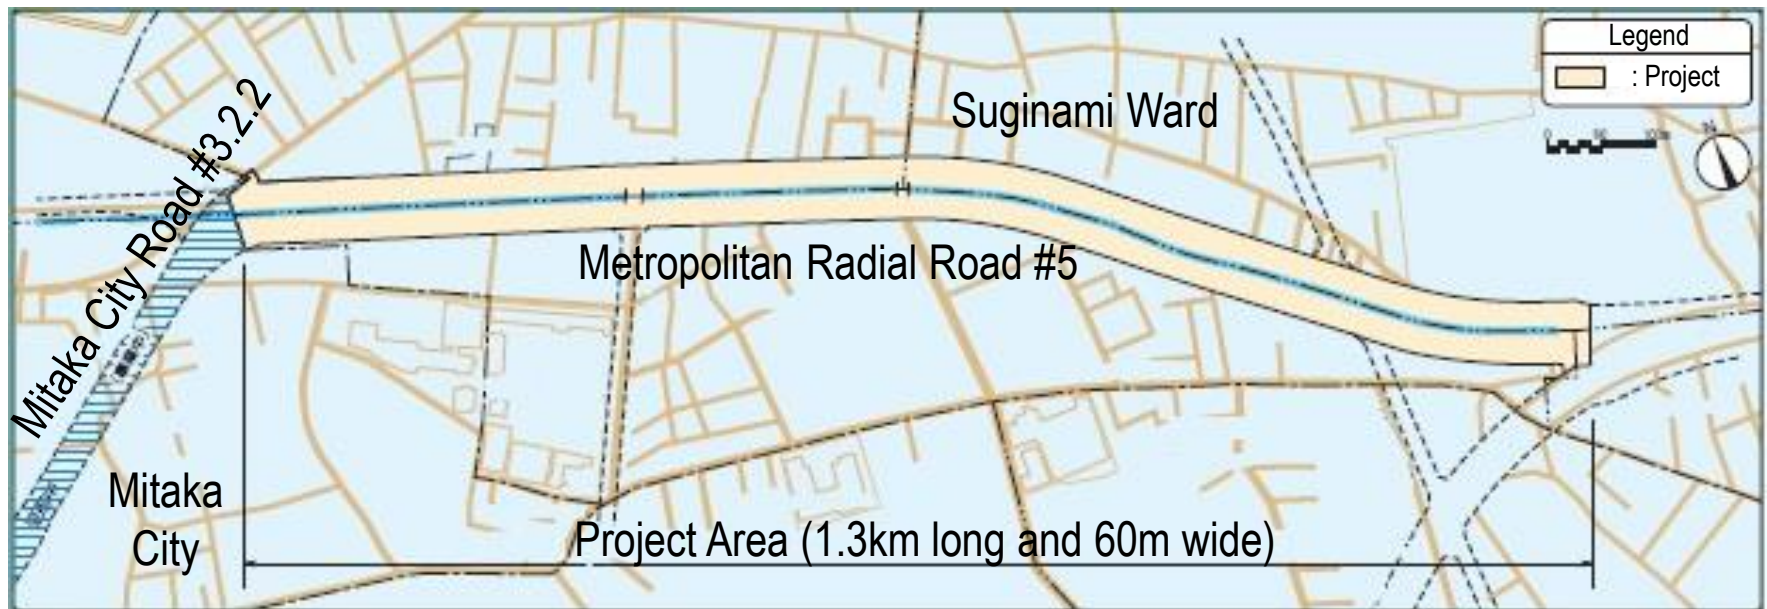 Legend
: Project
Suginami Ward
N
Mitaka City Road #3.2.2
Metropolitan Radial Road #5
Mitaka
City
Project Area (1.3km long and 60m wide)